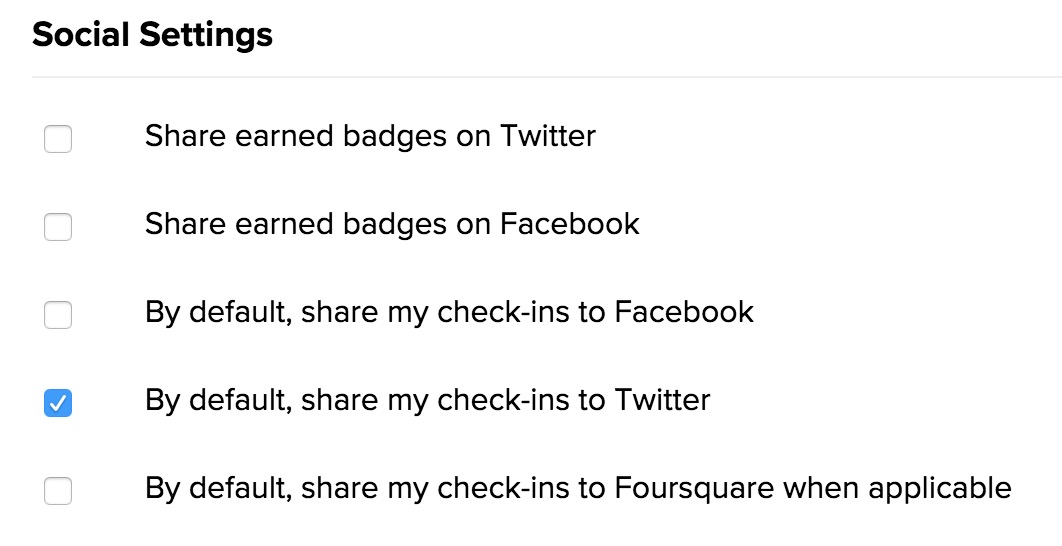 Social Settings
Share earned badges on Twitter
Share earned badges on Facebook
By default, share my check-ins to Facebook
By default, share my check-ins to Twitter
By default, share my check-ins to Foursquare when applicable